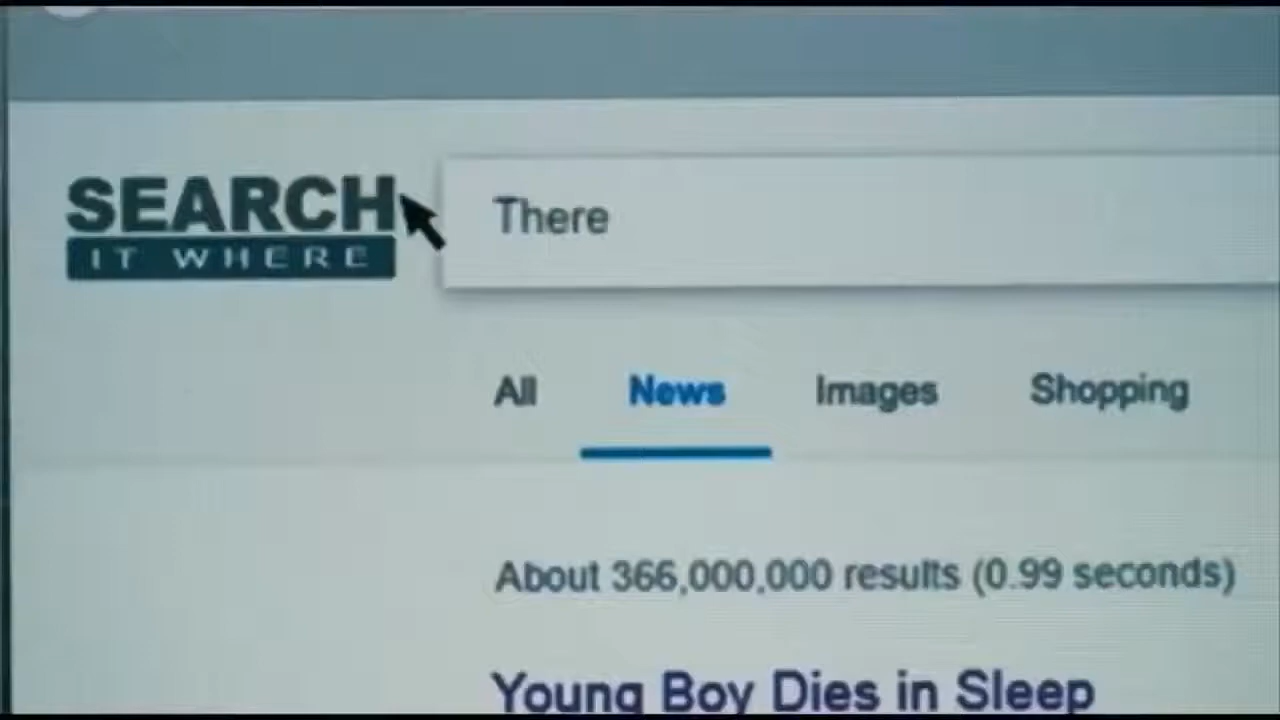 SEARCH
IT WHERE
There
All News Images Shopping
About 366,000,000 results (0.99 seconds)
Young Boy Dies in Sleep